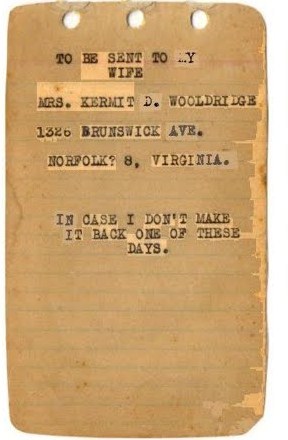 TO BE SENT TO MY
WIFE
MRS. KERMIT D. WOOLDRIDGE
1326 BRUNSWICK AVE.
NORFOLK? 8, VIRGINIA.
IN CASE I DON'T MAKE
IT BACK ONE OF THESE
DAYS.